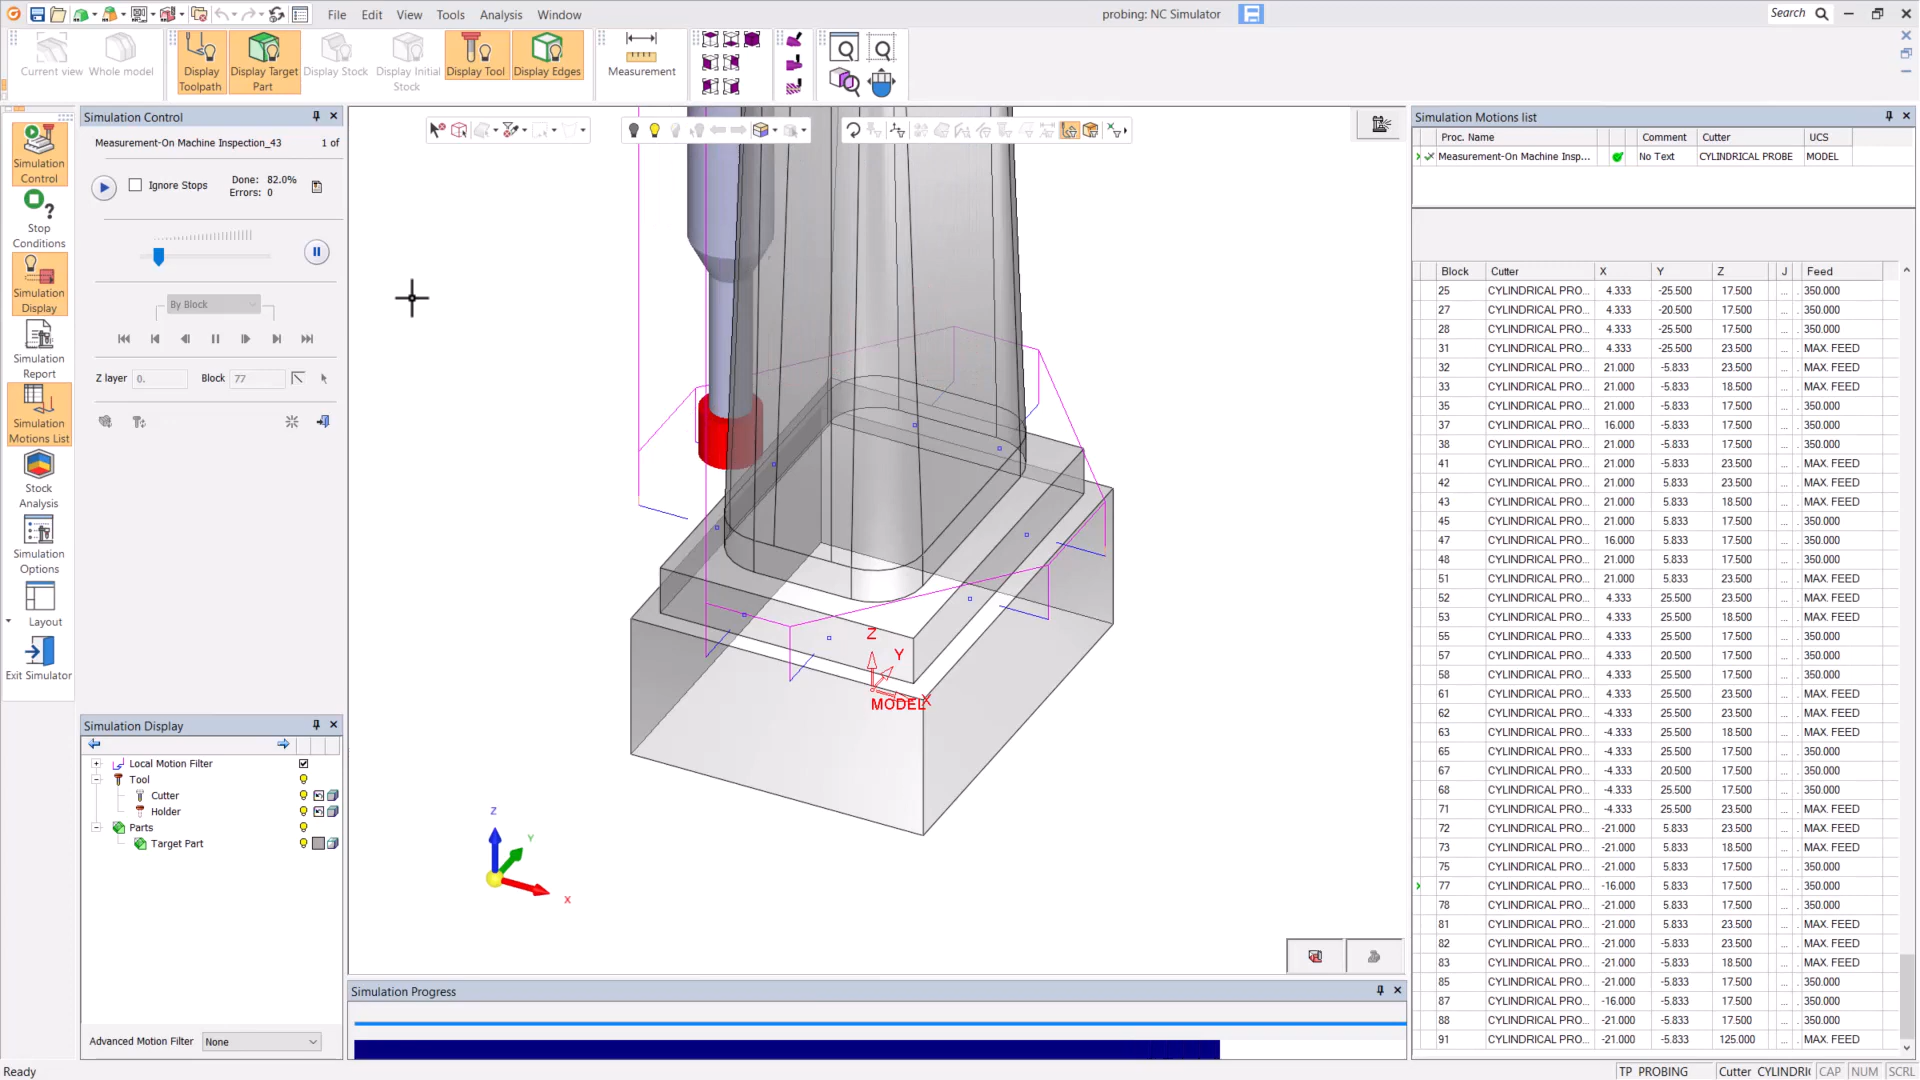 File Edit View Tools Analysis Window
probing: NC Simulator
Search
Current view
Whole model
Display Toolpath
Display Target Part
Display Stock
Display Initial Stock
Display Tool
Display Edges
Measurement
Simulation Control
Stop Conditions
Simulation Display
Simulation Report
Simulation Motions List
Stock Analysis
Simulation Options
Layout
Exit Simulator
Simulation Control
Measurement-On Machine Inspection_43 1 of
Ignore Stops
Done: 82.0%
Errors: 0
By Block
Z layer 0. Block 77
Simulation Display
Local Motion Filter
Tool
Cutter
Holder
Parts
Target Part
Advanced Motion Filter None
Z
Y
X
MODEL
Z
Y
X
Simulation Progress
Simulation Motions list
Proc. Name Comment Cutter UCS
Measurement-On Machine Insp... No Text CYLINDRICAL PROBE MODEL
Block Cutter X Y Z J Feed
25 CYLINDRICAL PRO... 4.333 -25.500 17.500 ... . 350.000
27 CYLINDRICAL PRO... 4.333 -20.500 17.500 ... . 350.000
28 CYLINDRICAL PRO... 4.333 -25.500 17.500 ... . 350.000
31 CYLINDRICAL PRO... 4.333 -25.500 23.500 ... . MAX. FEED
32 CYLINDRICAL PRO... 21.000 -5.833 23.500 ... . MAX. FEED
33 CYLINDRICAL PRO... 21.000 -5.833 18.500 ... . MAX. FEED
35 CYLINDRICAL PRO... 21.000 -5.833 17.500 ... . 350.000
37 CYLINDRICAL PRO... 16.000 -5.833 17.500 ... . 350.000
38 CYLINDRICAL PRO... 21.000 -5.833 17.500 ... . 350.000
41 CYLINDRICAL PRO... 21.000 -5.833 23.500 ... . MAX. FEED
42 CYLINDRICAL PRO... 21.000 5.833 23.500 ... . MAX. FEED
43 CYLINDRICAL PRO... 21.000 5.833 18.500 ... . MAX. FEED
45 CYLINDRICAL PRO... 21.000 5.833 17.500 ... . 350.000
47 CYLINDRICAL PRO... 16.000 5.833 17.500 ... . 350.000
48 CYLINDRICAL PRO... 21.000 5.833 17.500 ... . 350.000
51 CYLINDRICAL PRO... 21.000 5.833 23.500 ... . MAX. FEED
52 CYLINDRICAL PRO... 4.333 25.500 23.500 ... . MAX. FEED
53 CYLINDRICAL PRO... 4.333 25.500 18.500 ... . MAX. FEED
55 CYLINDRICAL PRO... 4.333 25.500 17.500 ... . 350.000
57 CYLINDRICAL PRO... 4.333 20.500 17.500 ... . 350.000
58 CYLINDRICAL PRO... 4.333 25.500 17.500 ... . 350.000
61 CYLINDRICAL PRO... 4.333 25.500 23.500 ... . MAX. FEED
62 CYLINDRICAL PRO... -4.333 25.500 23.500 ... . MAX. FEED
63 CYLINDRICAL PRO... -4.333 25.500 18.500 ... . MAX. FEED
65 CYLINDRICAL PRO... -4.333 25.500 17.500 ... . 350.000
67 CYLINDRICAL PRO... -4.333 20.500 17.500 ... . 350.000
68 CYLINDRICAL PRO... -4.333 25.500 17.500 ... . 350.000
71 CYLINDRICAL PRO... -4.333 25.500 23.500 ... . MAX. FEED
72 CYLINDRICAL PRO... -21.000 5.833 23.500 ... . MAX. FEED
73 CYLINDRICAL PRO... -21.000 5.833 18.500 ... . MAX. FEED
75 CYLINDRICAL PRO... -21.000 5.833 17.500 ... . 350.000
77 CYLINDRICAL PRO... -16.000 5.833 17.500 ... . 350.000
78 CYLINDRICAL PRO... -21.000 5.833 17.500 ... . 350.000
81 CYLINDRICAL PRO... -21.000 5.833 23.500 ... . MAX. FEED
82 CYLINDRICAL PRO... -21.000 -5.833 23.500 ... . MAX. FEED
83 CYLINDRICAL PRO... -21.000 -5.833 18.500 ... . MAX. FEED
85 CYLINDRICAL PRO... -21.000 -5.833 17.500 ... . 350.000
87 CYLINDRICAL PRO... -16.000 -5.833 17.500 ... . 350.000
88 CYLINDRICAL PRO... -21.000 -5.833 17.500 ... . 350.000
91 CYLINDRICAL PRO... -21.000 -5.833 125.000 ... . MAX. FEED
Ready
TP PROBING Cutter CYLINDRI CAP NUM SCRL